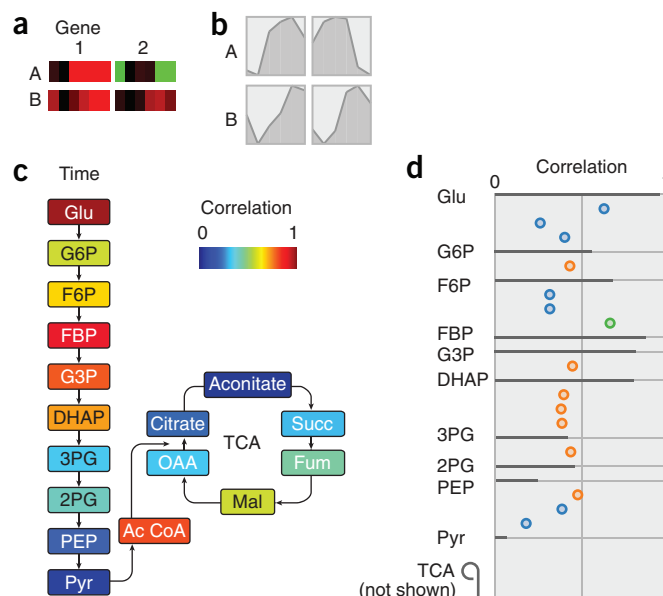 a
Gene
1 2
A
B
b
A
B
c
Time
Glu
G6P
F6P
FBP
G3P
DHAP
3PG
2PG
PEP
Pyr
Ac CoA
Correlation
0 1
Aconitate
Citrate
TCA
Succ
OAA
Fum
Mal
d
Correlation
0
Glu
G6P
F6P
FBP
G3P
DHAP
3PG
2PG
PEP
Pyr
TCA
(not shown)